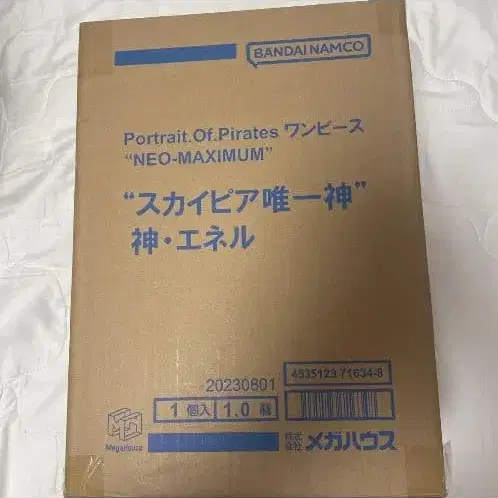 BANDAI NAMCO
Portrait.Of.Pirates ワンピース
“NEO-MAXIMUM”
“スカイピア唯一神”
神・エネル
20230801
4535123 71634-8
1 個入 1.0 版
MegaHouse
株式会社 メガハウス